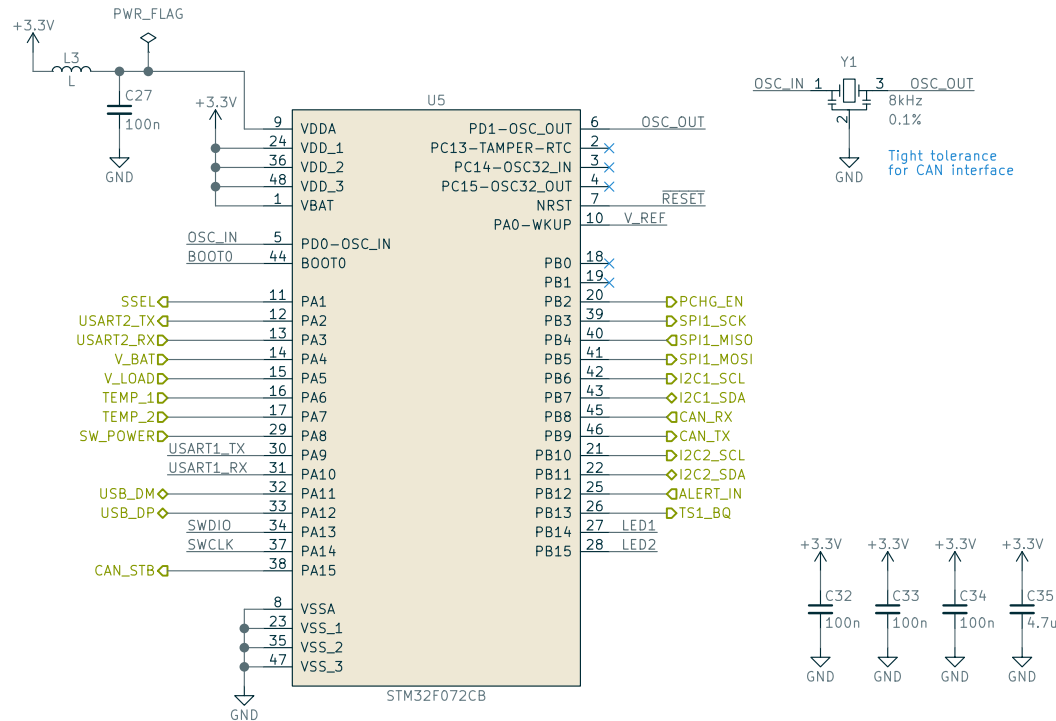 PWR_FLAG
+3.3V
L3
L
C27
100n
GND
+3.3V
U5
9 VDDA
24 VDD_1
36 VDD_2
48 VDD_3
1 VBAT
OSC_IN 5 PD0-OSC_IN
BOOT0 44 BOOT0
SSEL 11 PA1
USART2_TX 12 PA2
USART2_RX 13 PA3
V_BAT 14 PA4
V_LOAD 15 PA5
TEMP_1 16 PA6
TEMP_2 17 PA7
SW_POWER 29 PA8
USART1_TX 30 PA9
USART1_RX 31 PA10
USB_DM 32 PA11
USB_DP 33 PA12
SWDIO 34 PA13
SWCLK 37 PA14
CAN_STB 38 PA15
8 VSSA
23 VSS_1
35 VSS_2
47 VSS_3
GND
PD1-OSC_OUT 6 OSC_OUT
PC13-TAMPER-RTC 2
PC14-OSC32_IN 3
PC15-OSC32_OUT 4
NRST 7 RESET
PA0-WKUP 10 V_REF
PB0 18
PB1 19
PB2 20 PCHG_EN
PB3 39 SPI1_SCK
PB4 40 SPI1_MISO
PB5 41 SPI1_MOSI
PB6 42 I2C1_SCL
PB7 43 I2C1_SDA
PB8 45 CAN_RX
PB9 46 CAN_TX
PB10 21 I2C2_SCL
PB11 22 I2C2_SDA
PB12 25 ALERT_IN
PB13 26 TS1_BQ
PB14 27 LED1
PB15 28 LED2
STM32F072CB
Y1
OSC_IN 1 3 OSC_OUT
2
8kHz
0.1%
GND
Tight tolerance
for CAN interface
+3.3V +3.3V +3.3V +3.3V
C32 C33 C34 C35
100n 100n 100n 4.7u
GND GND GND GND